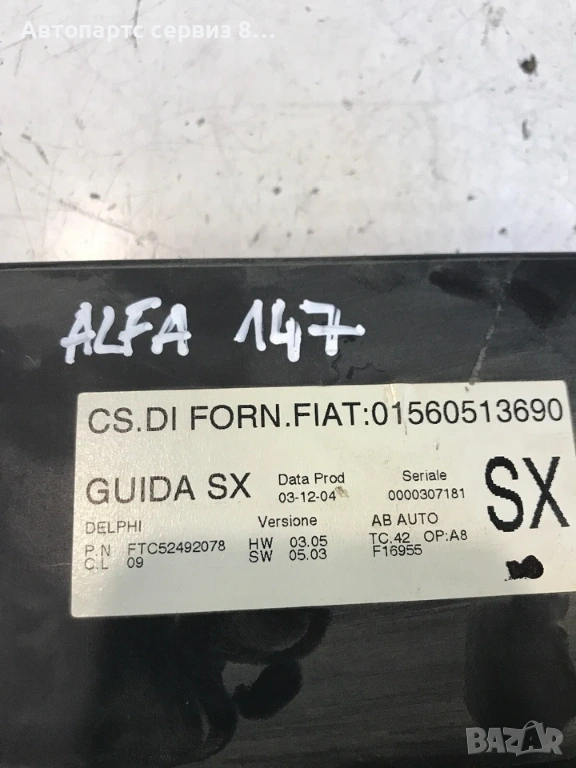 Автопартс сервиз 8...
ALFA 147
CS.DI FORN.FIAT:01560513690
GUIDA SX
Data Prod
03-12-04
Seriale
0000307181
SX
DELPHI
P.N FTC52492078
C.L 09
Versione
HW 03.05
SW 05.03
AB AUTO
TC.42 OP:A8
F16955
BAZAR